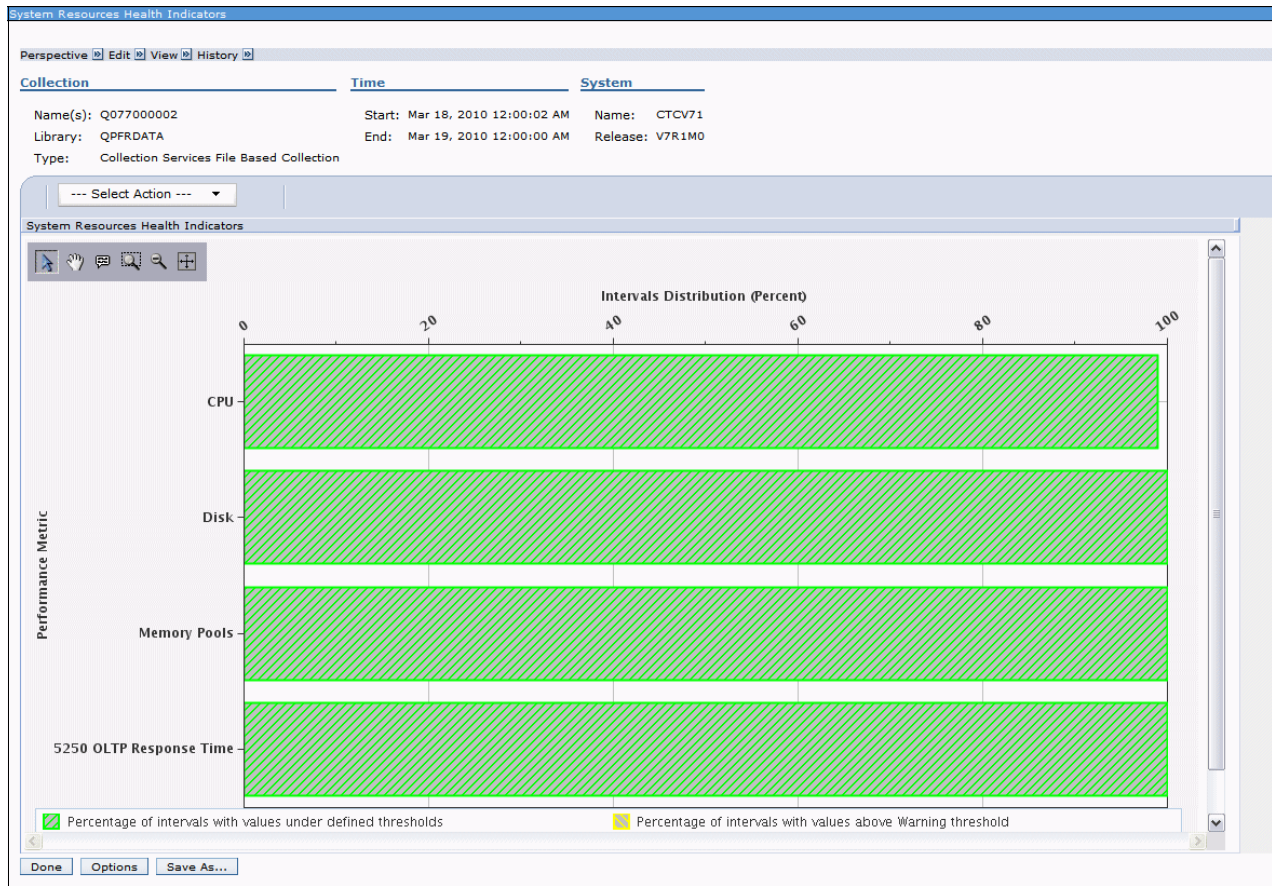 System Resources Health Indicators
Perspective Edit View History
Collection Time System
Name(s): Q077000002 Start: Mar 18, 2010 12:00:02 AM Name: CTCV71
Library: QPFRDATA End: Mar 19, 2010 12:00:00 AM Release: V7R1M0
Type: Collection Services File Based Collection
--- Select Action ---
System Resources Health Indicators
Intervals Distribution (Percent)
0 20 40 60 80 100
Performance Metric
CPU
Disk
Memory Pools
5250 OLTP Response Time
Percentage of intervals with values under defined thresholds Percentage of intervals with values above Warning threshold
Done Options Save As...